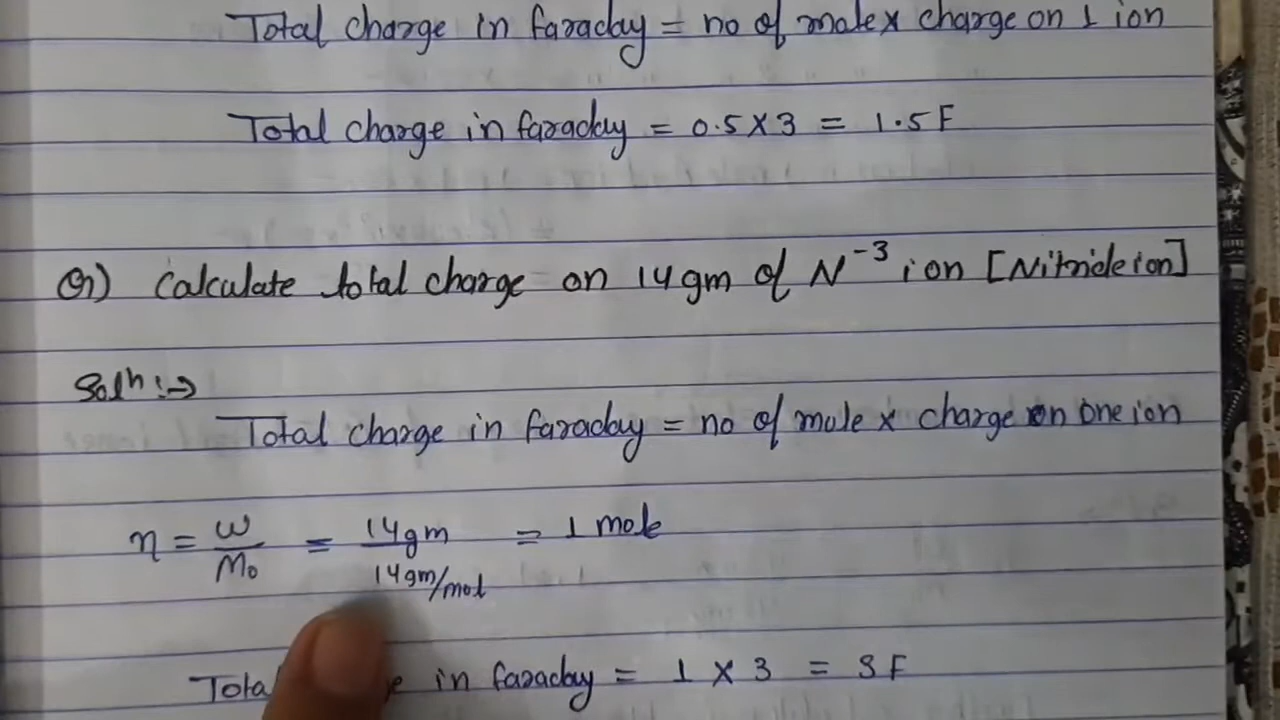 Total charge in faraday = no of mole x charge on 1 ion
Total charge in faraday = 0.5 x 3 = 1.5 F
Q) Calculate total charge on 14 gm of N⁻³ ion [Nitride ion]
Solⁿ :→
Total charge in faraday = no of mole x charge on one ion
n = w/M₀ = 14gm/14gm/mol = 1 mole
in faraday = 1 x 3 = 3 F